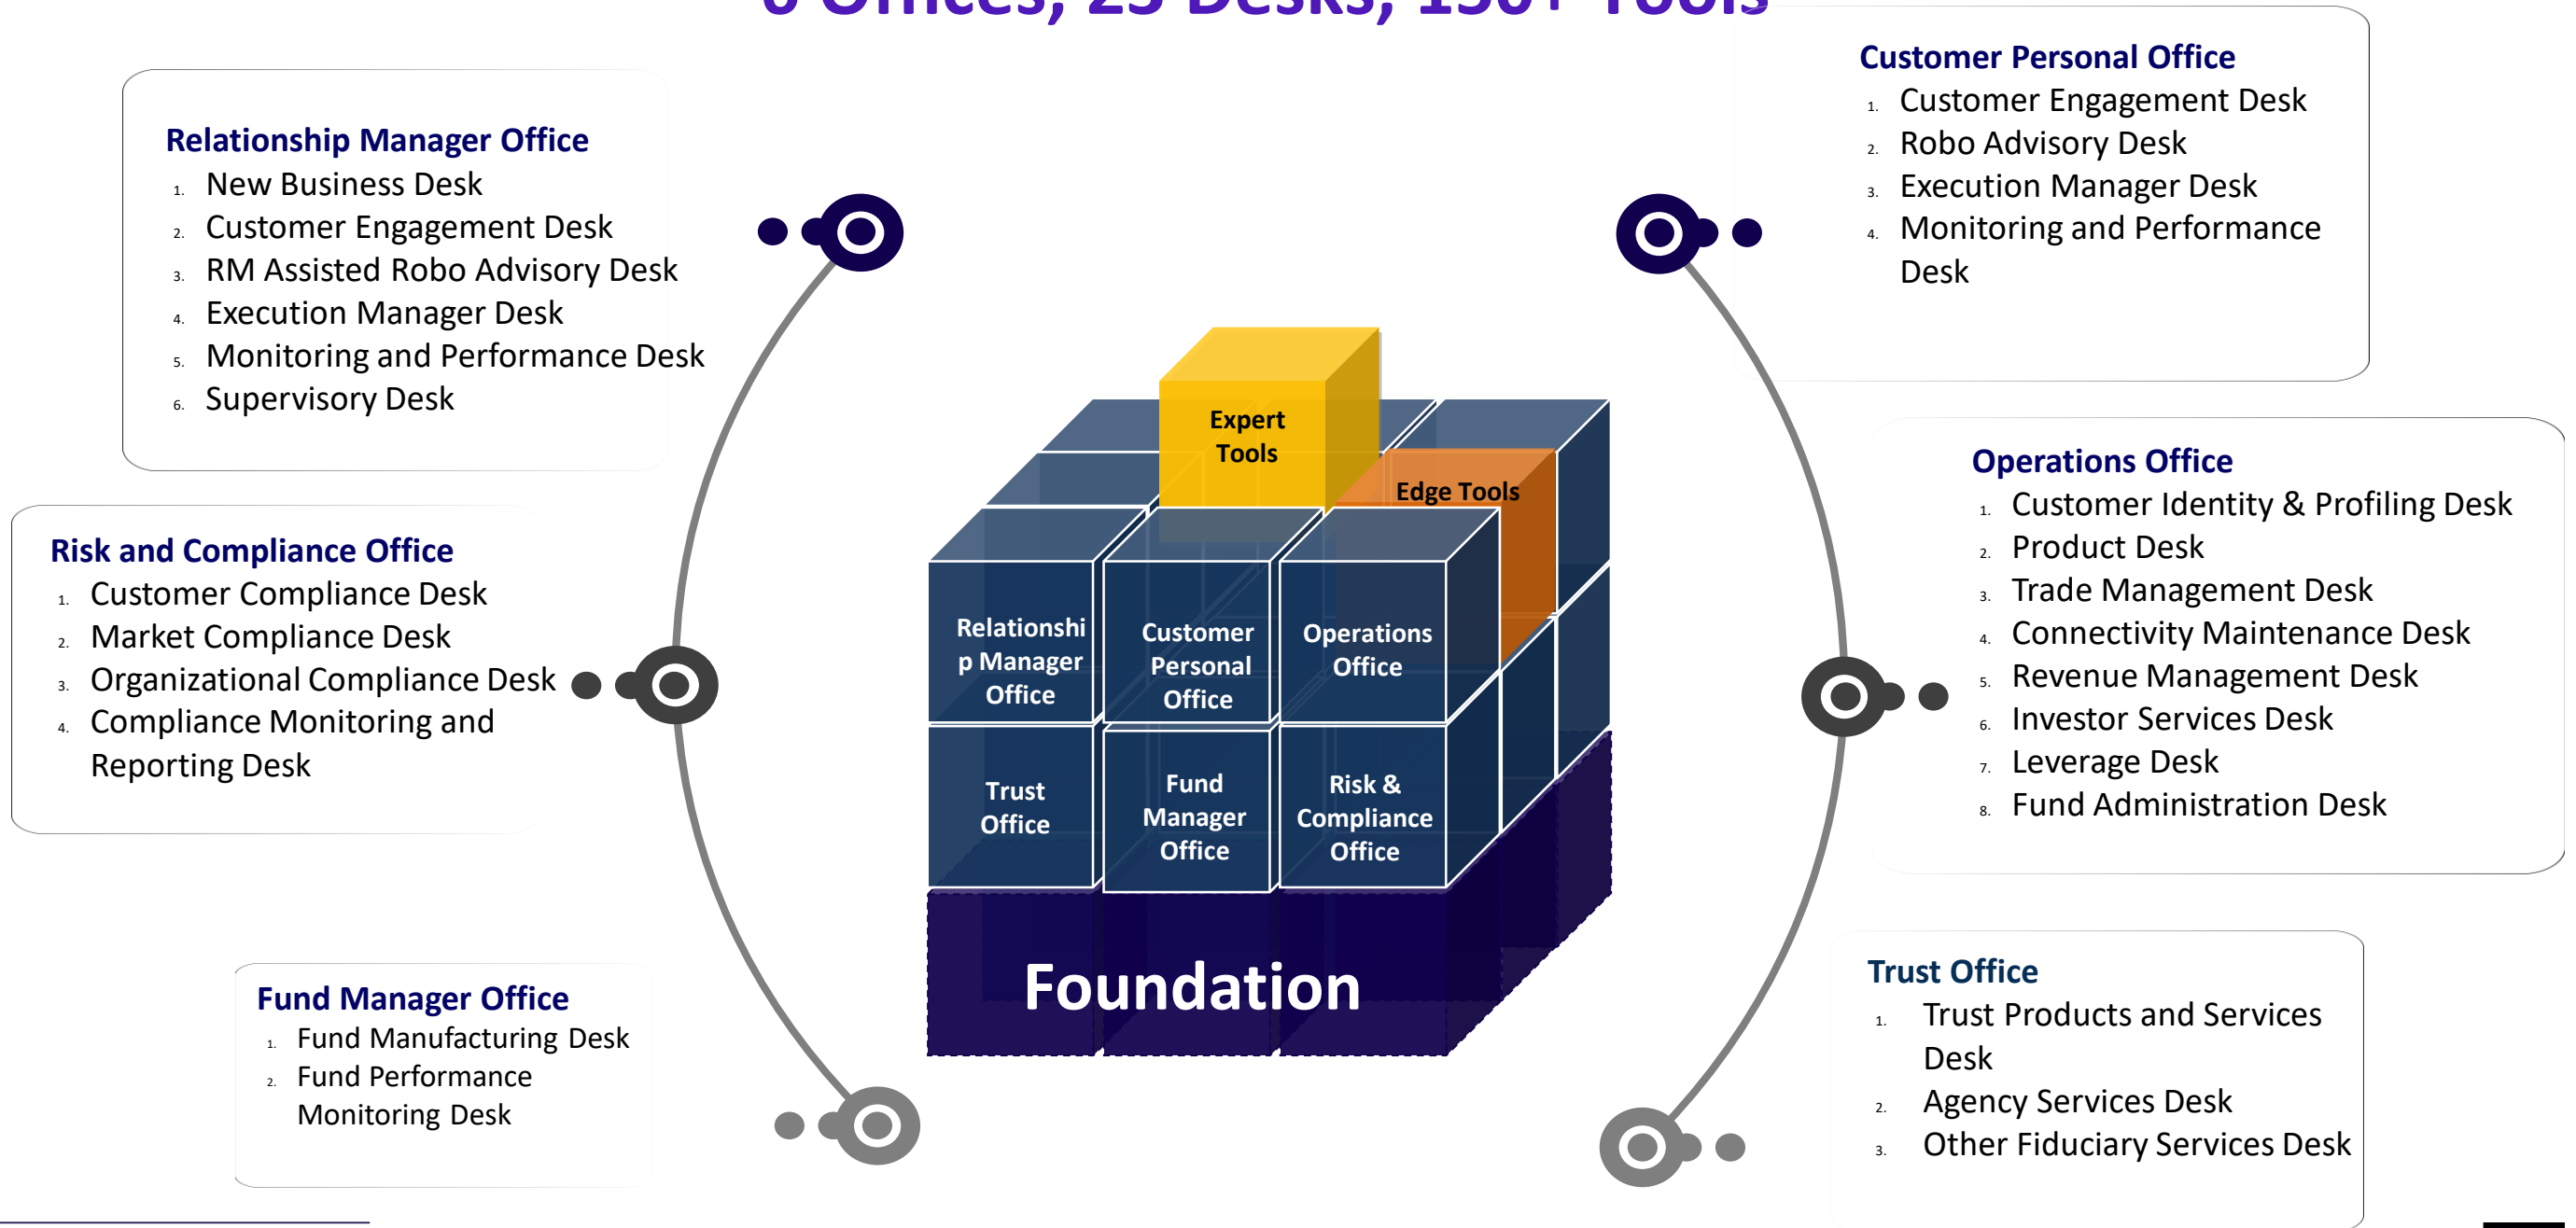 6 Offices, 23 Desks, 130+ Tools
Relationship Manager Office
1. New Business Desk
2. Customer Engagement Desk
3. RM Assisted Robo Advisory Desk
4. Execution Manager Desk
5. Monitoring and Performance Desk
6. Supervisory Desk
Risk and Compliance Office
1. Customer Compliance Desk
2. Market Compliance Desk
3. Organizational Compliance Desk
4. Compliance Monitoring and
Reporting Desk
Fund Manager Office
1. Fund Manufacturing Desk
2. Fund Performance
Monitoring Desk
Expert
Tools
Edge Tools
Relationshi
p Manager
Office
Customer
Personal
Office
Operations
Office
Trust
Office
Fund
Manager
Office
Risk &
Compliance
Office
Foundation
Customer Personal Office
1. Customer Engagement Desk
2. Robo Advisory Desk
3. Execution Manager Desk
4. Monitoring and Performance
Desk
Operations Office
1. Customer Identity & Profiling Desk
2. Product Desk
3. Trade Management Desk
4. Connectivity Maintenance Desk
5. Revenue Management Desk
6. Investor Services Desk
7. Leverage Desk
8. Fund Administration Desk
Trust Office
1. Trust Products and Services
Desk
2. Agency Services Desk
3. Other Fiduciary Services Desk